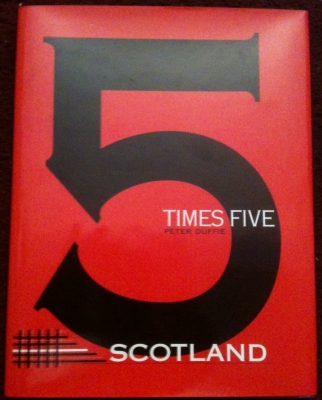 5
TIMES FIVE
PETER DUFFIE
SCOTLAND